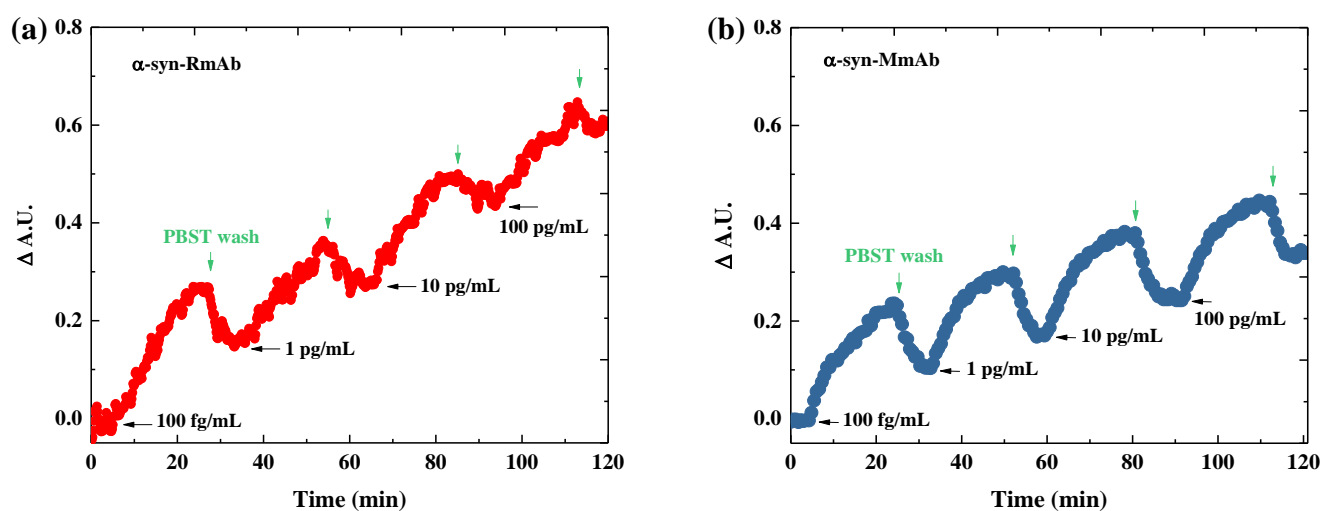 (a)
α-syn-RmAb
Δ A.U.
0.8
0.6
0.4
0.2
0.0
PBST wash
100 fg/mL
1 pg/mL
10 pg/mL
100 pg/mL
0 20 40 60 80 100 120
Time (min)
(b)
α-syn-MmAb
Δ A.U.
0.8
0.6
0.4
0.2
0.0
PBST wash
100 fg/mL
1 pg/mL
10 pg/mL
100 pg/mL
0 20 40 60 80 100 120
Time (min)